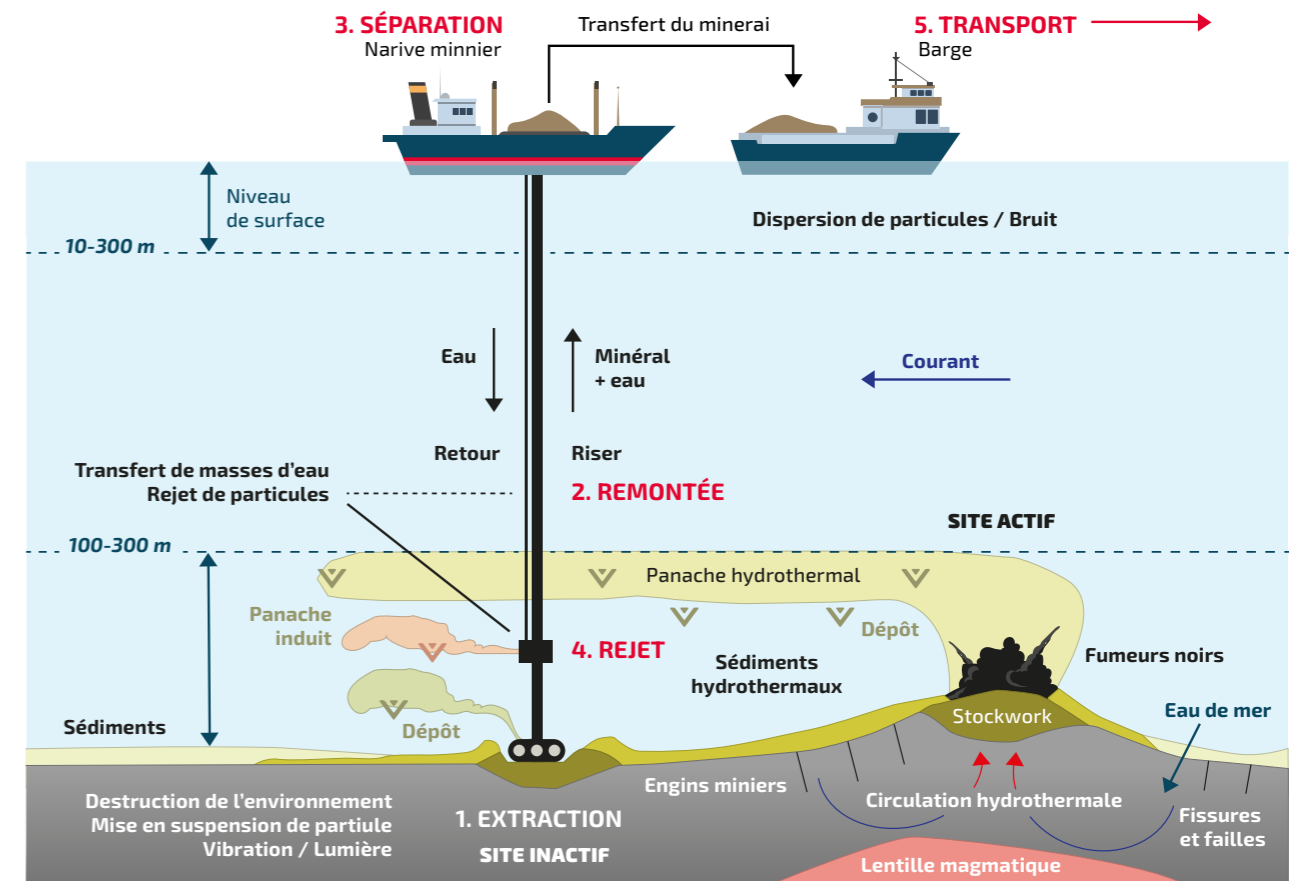 3. SÉPARATION
Narive minnier
Transfert du minerai
5. TRANSPORT
Barge
Niveau
de surface
10-300 m
Dispersion de particules / Bruit
Eau
Minéral
+ eau
Courant
Retour
Riser
Transfert de masses d'eau
Rejet de particules
2. REMONTÉE
SITE ACTIF
100-300 m
Panache hydrothermal
Panache
induit
Dépôt
4. REJET
Sédiments
hydrothermaux
Fumeurs noirs
Sédiments
Dépôt
Stockwork
Eau de mer
Engins miniers
Destruction de l'environnement
Mise en suspension de partiule
Vibration / Lumière
1. EXTRACTION
SITE INACTIF
Circulation hydrothermale
Fissures
et failles
Lentille magmatique